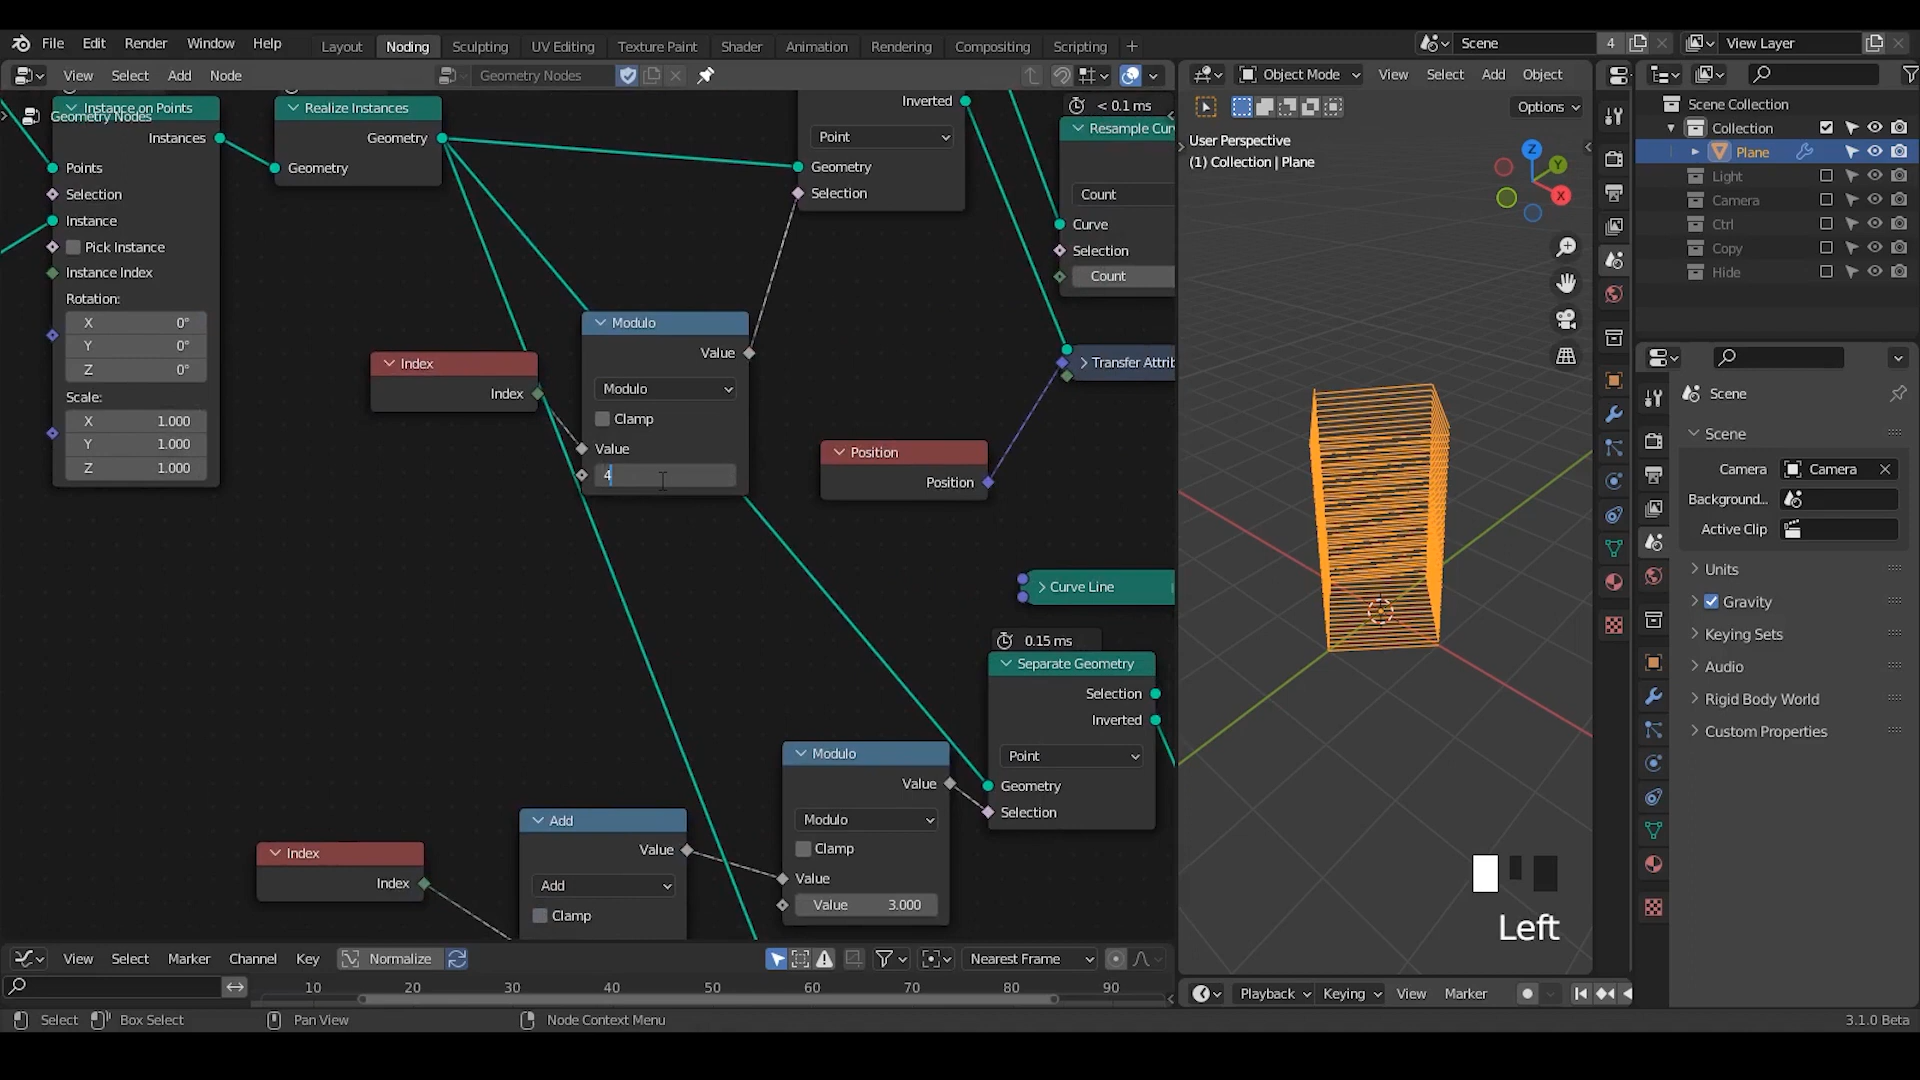 File Edit Render Window Help
Layout Noding Sculpting UV Editing Texture Paint Shader Animation Rendering Compositing Scripting +
Scene 4 View Layer
View Select Add Node
Geometry Nodes
Object Mode View Select Add Object
Options
Geometry Nodes
Instance on Points
Instances
Points
Selection
Instance
Pick Instance
Instance Index
Rotation:
X 0°
Y 0°
Z 0°
Scale:
X 1.000
Y 1.000
Z 1.000
Realize Instances
Geometry
Geometry
Inverted
Point
Geometry
Selection
< 0.1 ms
Resample Cur
Count
Curve
Selection
Count
Index
Index
Modulo
Value
Modulo
Clamp
Value
4
Transfer Attrib
Position
Position
Curve Line
0.15 ms
Separate Geometry
Selection
Inverted
Point
Geometry
Selection
Modulo
Value
Modulo
Clamp
Value
Value 3.000
Add
Value
Add
Clamp
Index
Index
User Perspective
(1) Collection | Plane
Z
Y
X
Left
Scene Collection
Collection
Plane
Light
Camera
Ctrl
Copy
Hide
Scene
Scene
Camera Camera
Background...
Active Clip
Units
Gravity
Keying Sets
Audio
Rigid Body World
Custom Properties
View Select Marker Channel Key Normalize Nearest Frame
10 20 30 40 50 60 70 80 90
Playback Keying View Marker
Select Box Select Pan View Node Context Menu 3.1.0 Beta